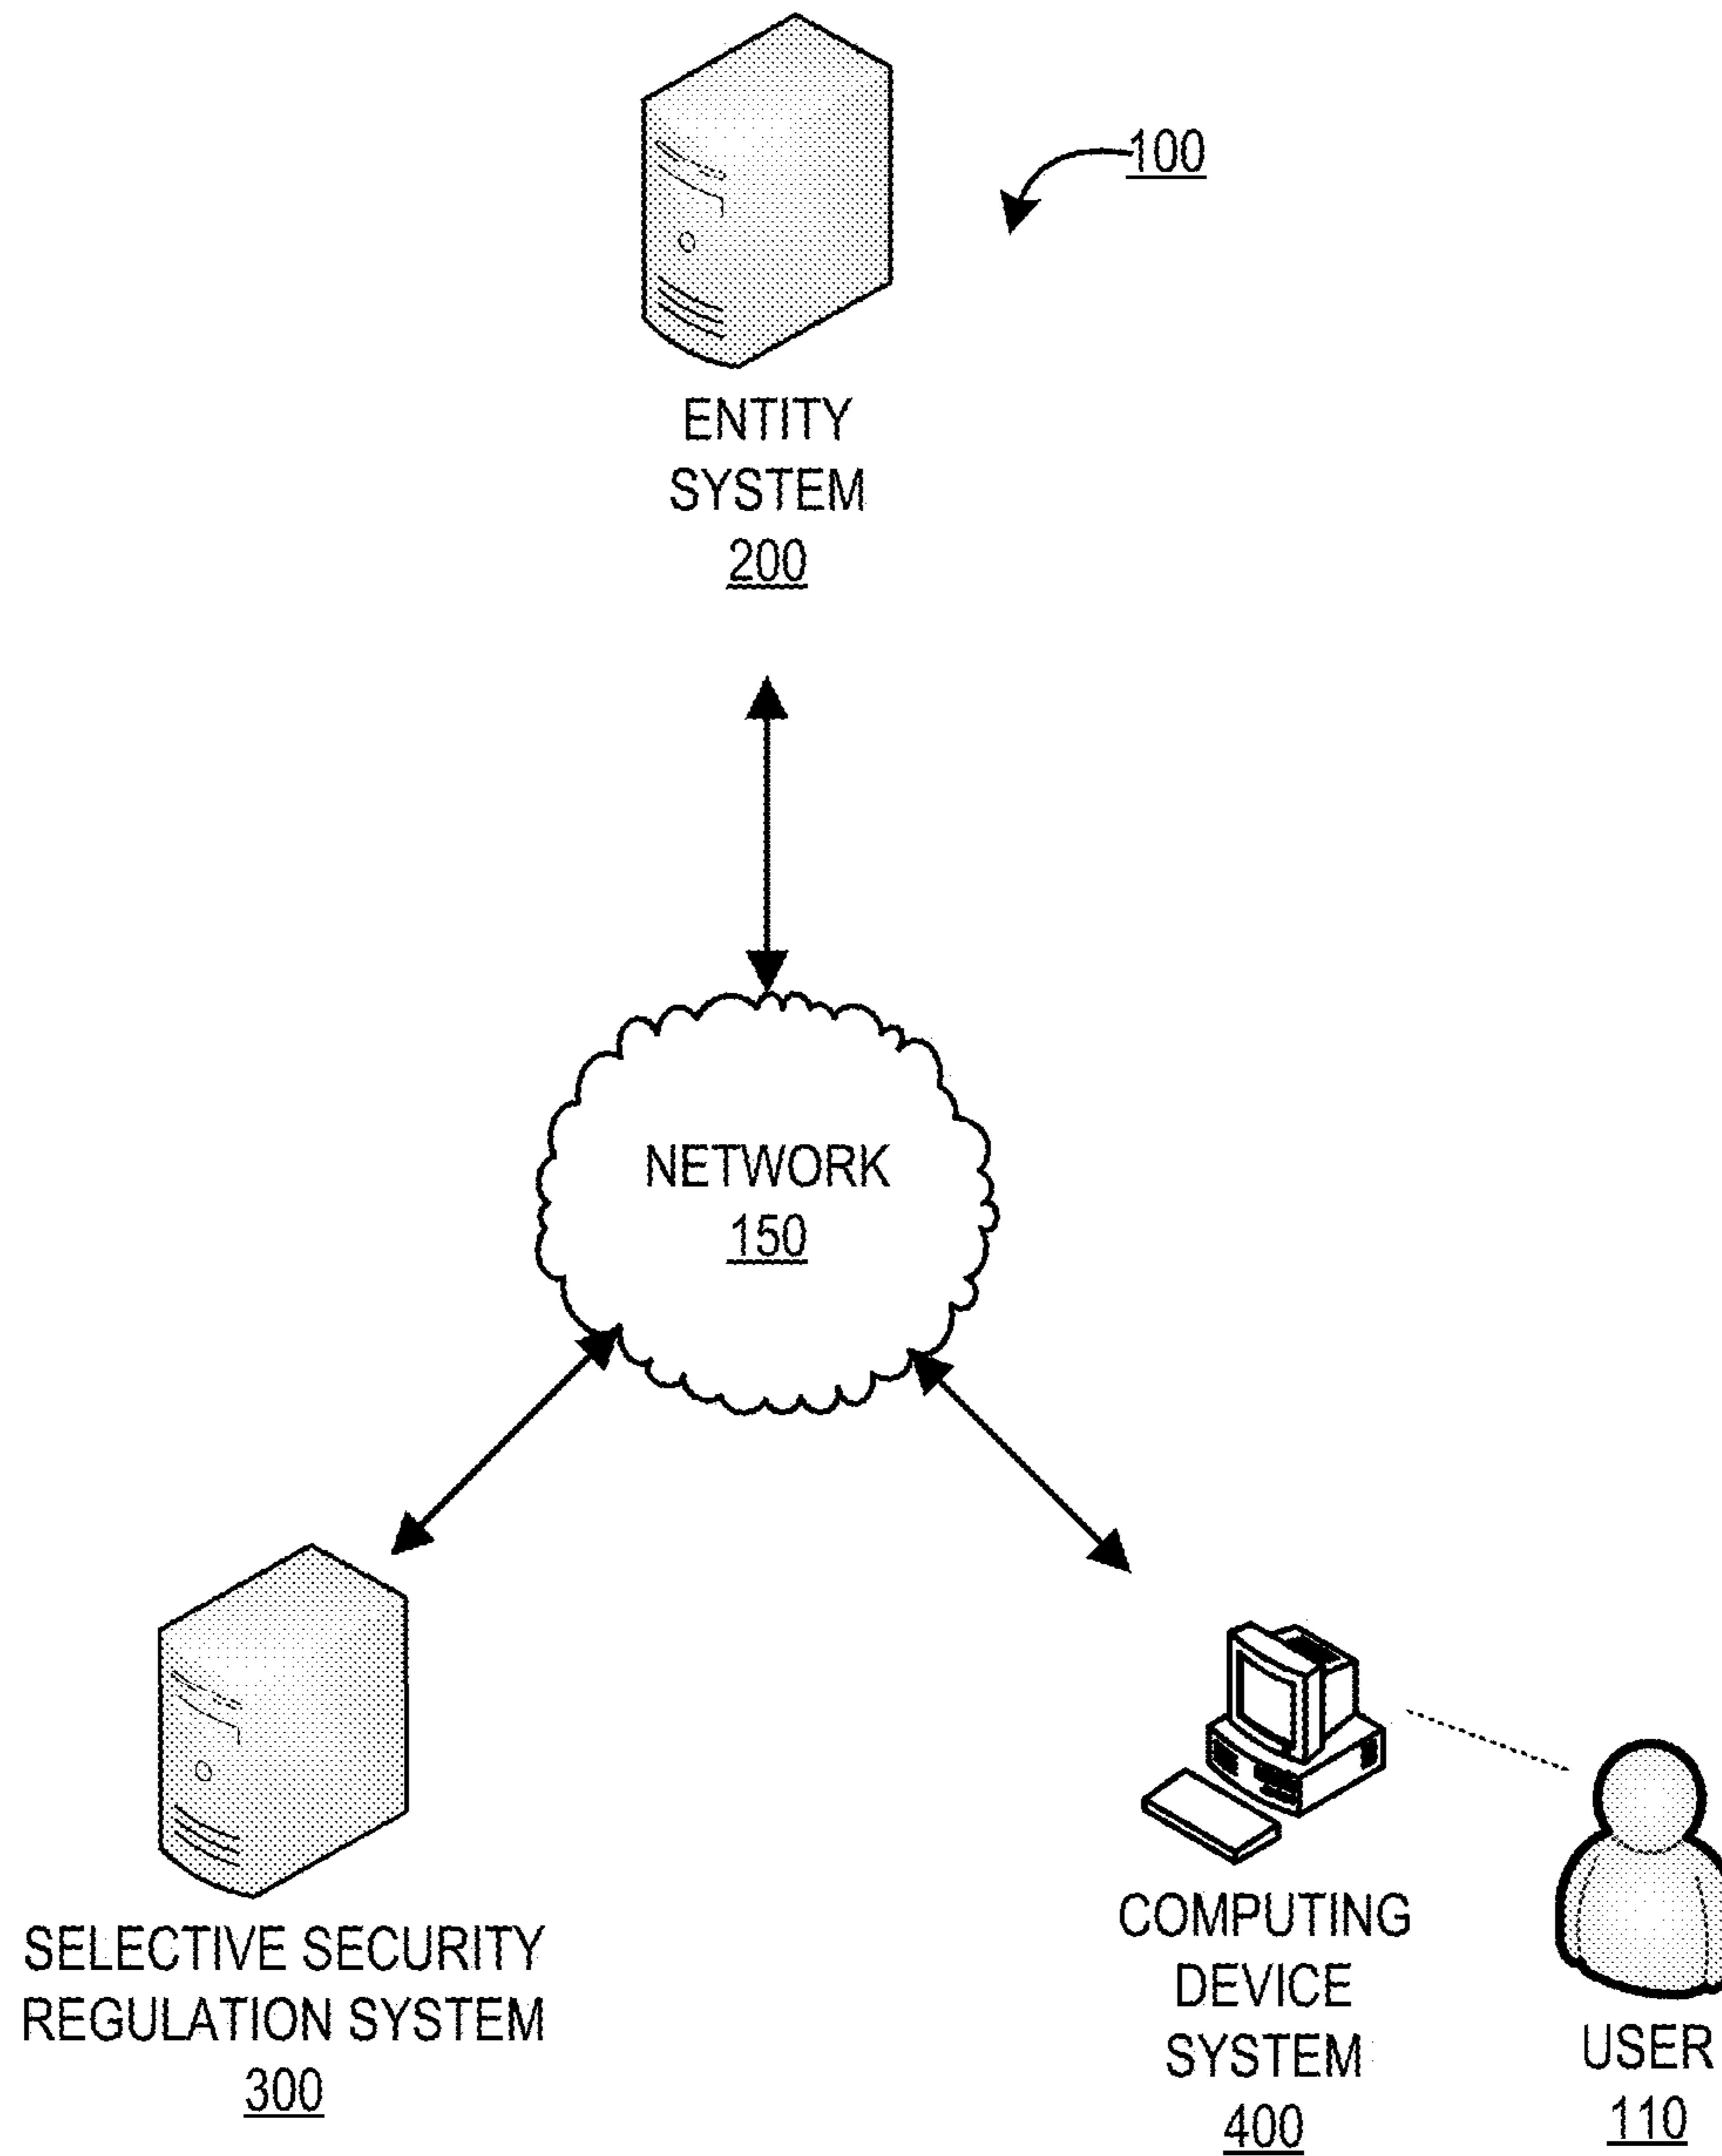 100
ENTITY
SYSTEM
200
NETWORK
150
SELECTIVE SECURITY
REGULATION SYSTEM
300
COMPUTING
DEVICE
SYSTEM
400
USER
110